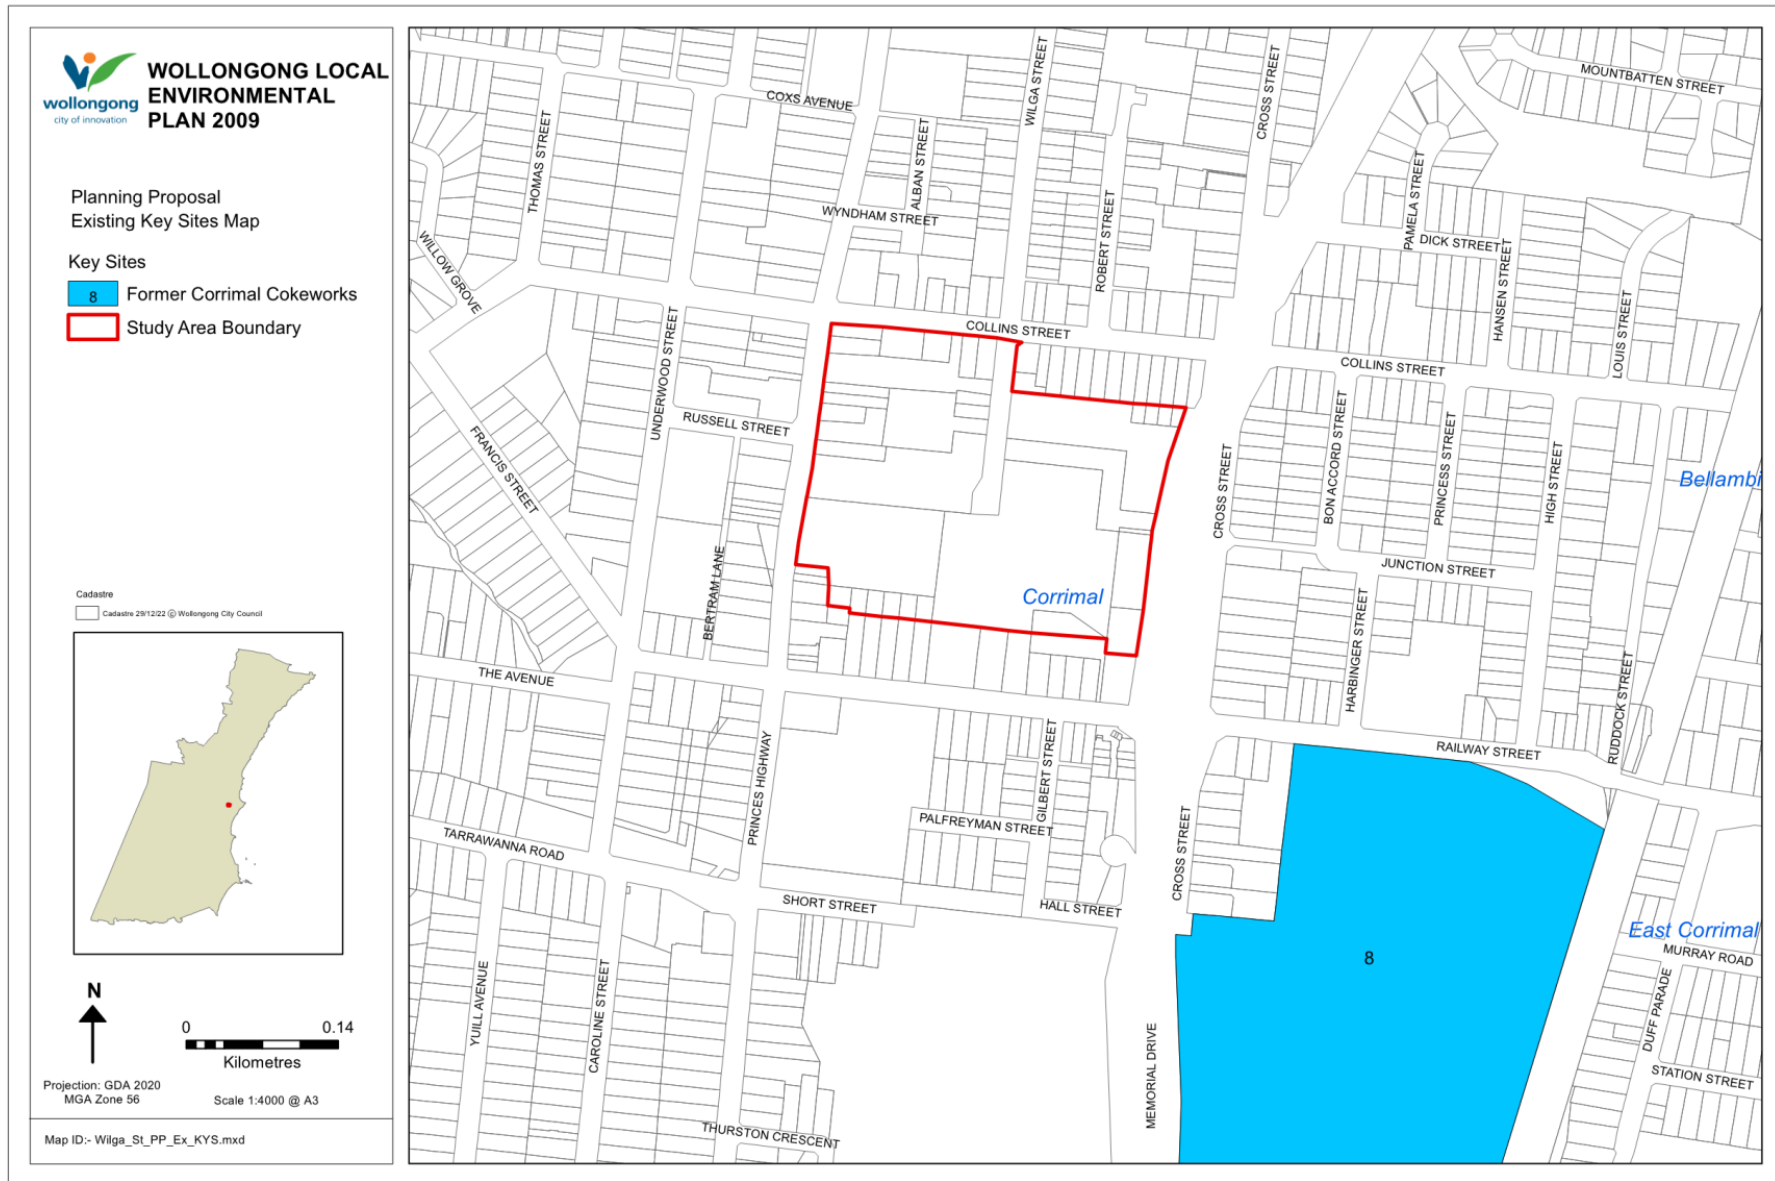 wollongong
city of innovation
WOLLONGONG LOCAL
ENVIRONMENTAL
PLAN 2009
Planning Proposal
Existing Key Sites Map
Key Sites
8 Former Corrimal Cokeworks
Study Area Boundary
Cadastre
Cadastre 29/12/22 © Wollongong City Council
N
0 0.14
Kilometres
Projection: GDA 2020
MGA Zone 56
Scale 1:4000 @ A3
Map ID:- Wilga_St_PP_Ex_KYS.mxd
MOUNTBATTEN STREET
COXS AVENUE
WILGA STREET
CROSS STREET
THOMAS STREET
ALBAN STREET
WYNDHAM STREET
ROBERT STREET
PAMELA STREET
DICK STREET
WILLOW GROVE
HANSEN STREET
LOUIS STREET
COLLINS STREET
COLLINS STREET
UNDERWOOD STREET
RUSSELL STREET
FRANCIS STREET
CROSS STREET
BON ACCORD STREET
PRINCESS STREET
HIGH STREET
Bellambi
BERTRAM LANE
JUNCTION STREET
Corrimal
HARBINGER STREET
THE AVENUE
RUDDOCK STREET
RAILWAY STREET
PRINCES HIGHWAY
GILBERT STREET
PALFREYMAN STREET
TARRAWANNA ROAD
CROSS STREET
SHORT STREET
HALL STREET
East Corrimal
MURRAY ROAD
8
YUILL AVENUE
CAROLINE STREET
DUFF PARADE
MEMORIAL DRIVE
STATION STREET
THURSTON CRESCENT